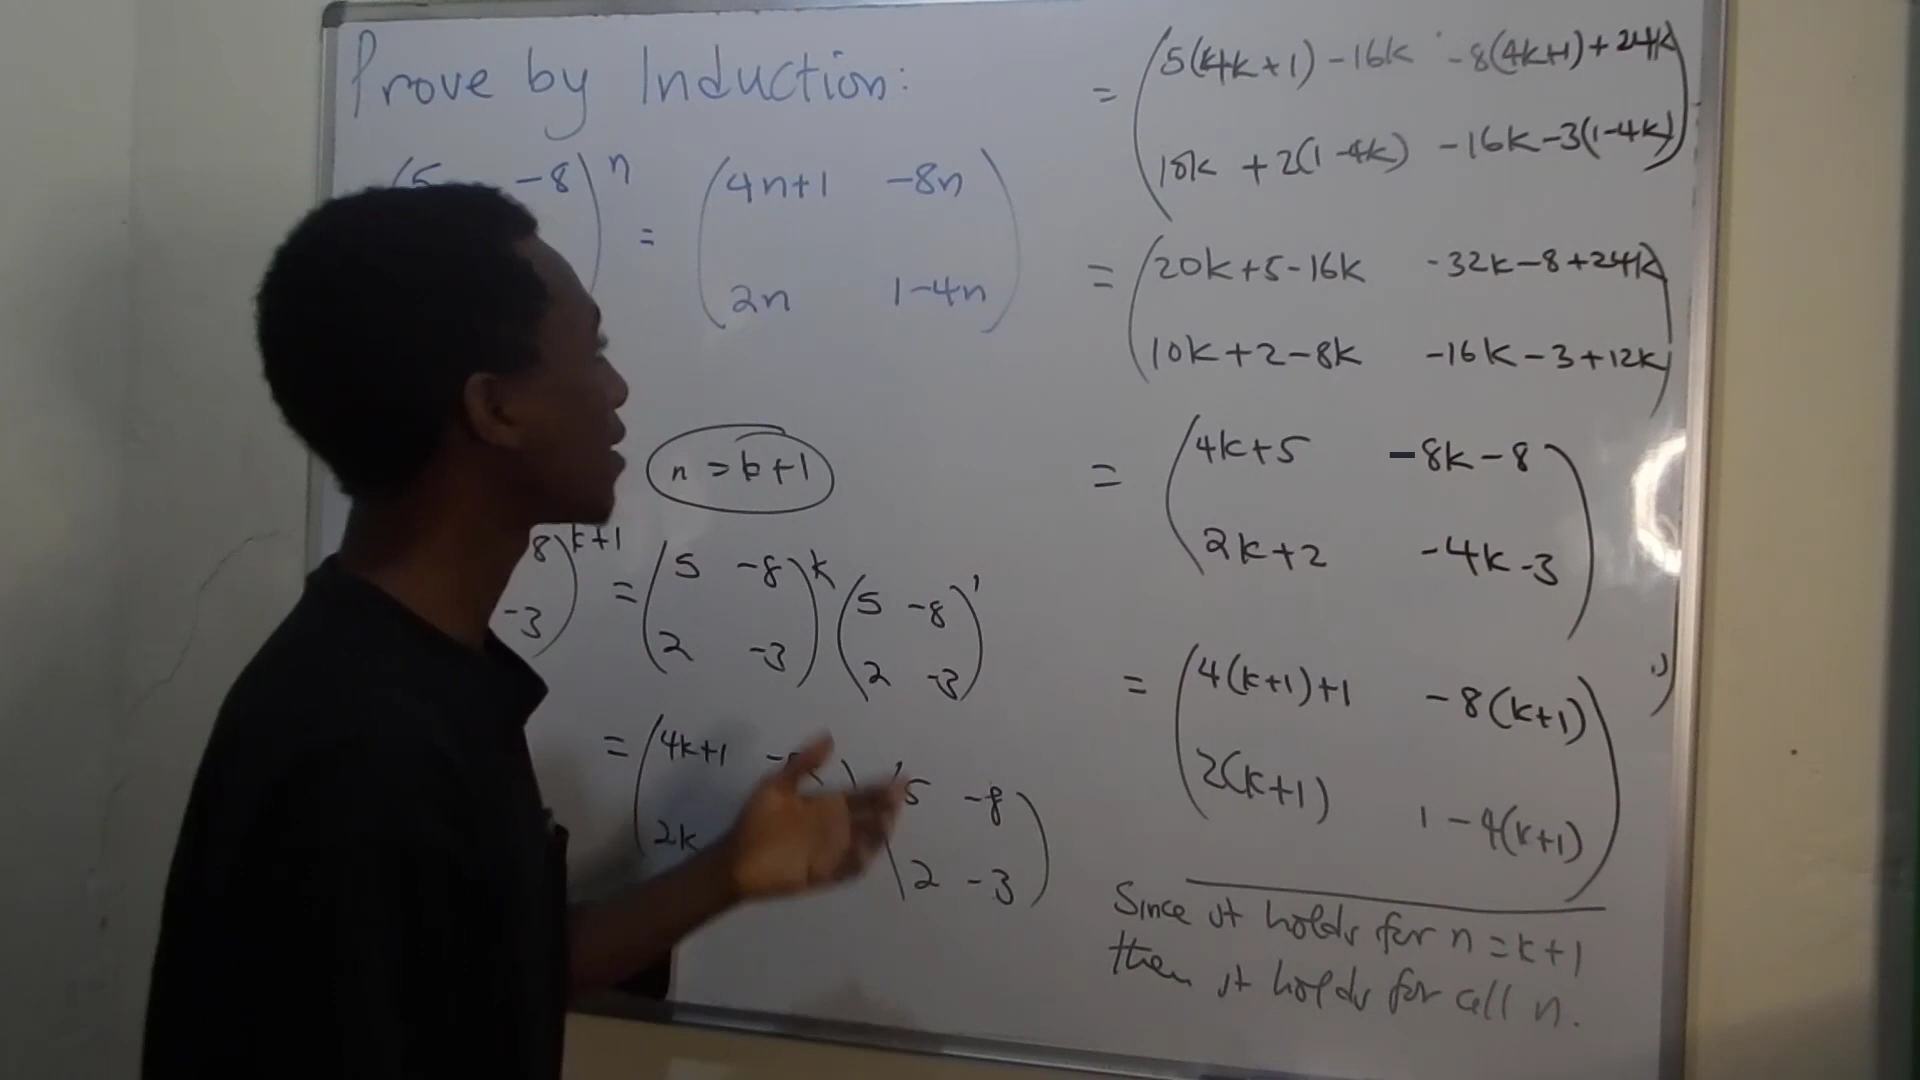 Prove by Induction:
(5 -8)^n = (4n+1 -8n
2n 1-4n)
n = k+1
8)^k+1 = (5 -8)^k (5 -8)^1
-3) (2 -3) (2 -3)
= (4k+1 5 -8)
(2k (2 -3)
= (5(4k+1)-16k -8(4k+1)+24k
10k +2(1-4k) -16k-3(1-4k))
= (20k+5-16k -32k-8+24k
10k+2-8k -16k-3+12k)
= (4k+5 -8k-8
2k+2 -4k-3)
= (4(k+1)+1 -8(k+1)
2(k+1) 1-4(k+1))
Since it holds for n=k+1
then it holds for all n.